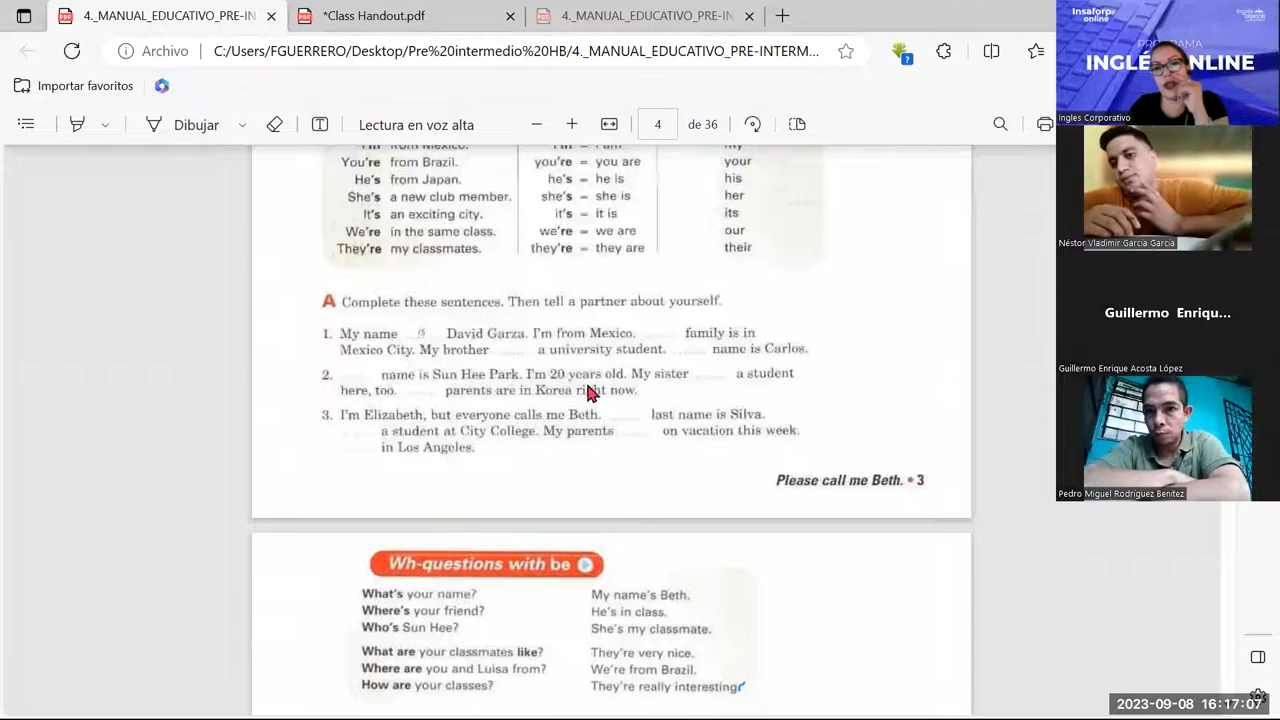 4_MANUAL_EDUCATIVO_PRE-IN
*Class Handout.pdf
4_MANUAL_EDUCATIVO_PRE-IN
Archivo
C:/Users/FGUERRERO/Desktop/Pre%20intermedio%20HB/4._MANUAL_EDUCATIVO_PRE-INTERM...
Importar favoritos
Dibujar
Lectura en voz alta
4
de 36
I'm from Mexico. I'm = I am my
You're from Brazil. you're = you are your
He's from Japan. he's = he is his
She's a new club member. she's = she is her
It's an exciting city. it's = it is its
We're in the same class. we're = we are our
They're my classmates. they're = they are their
A Complete these sentences. Then tell a partner about yourself.
1. My name is David Garza. I'm from Mexico. family is in
Mexico City. My brother a university student. name is Carlos.
2. name is Sun Hee Park. I'm 20 years old. My sister a student
here, too. parents are in Korea right now.
3. I'm Elizabeth, but everyone calls me Beth. last name is Silva.
a student at City College. My parents on vacation this week.
in Los Angeles.
Please call me Beth. • 3
Wh-questions with be
What's your name? My name's Beth.
Where's your friend? He's in class.
Who's Sun Hee? She's my classmate.
What are your classmates like? They're very nice.
Where are you and Luisa from? We're from Brazil.
How are your classes? They're really interesting
Insaforp
online
PROGRAMA
INGLÉS ONLINE
Ingles Corporativo
Néstor Vladimir García García
Guillermo Enriqu...
Guillermo Enrique Acosta López
Pedro Miguel Rodríguez Benítez
2023-09-08 16:17:07